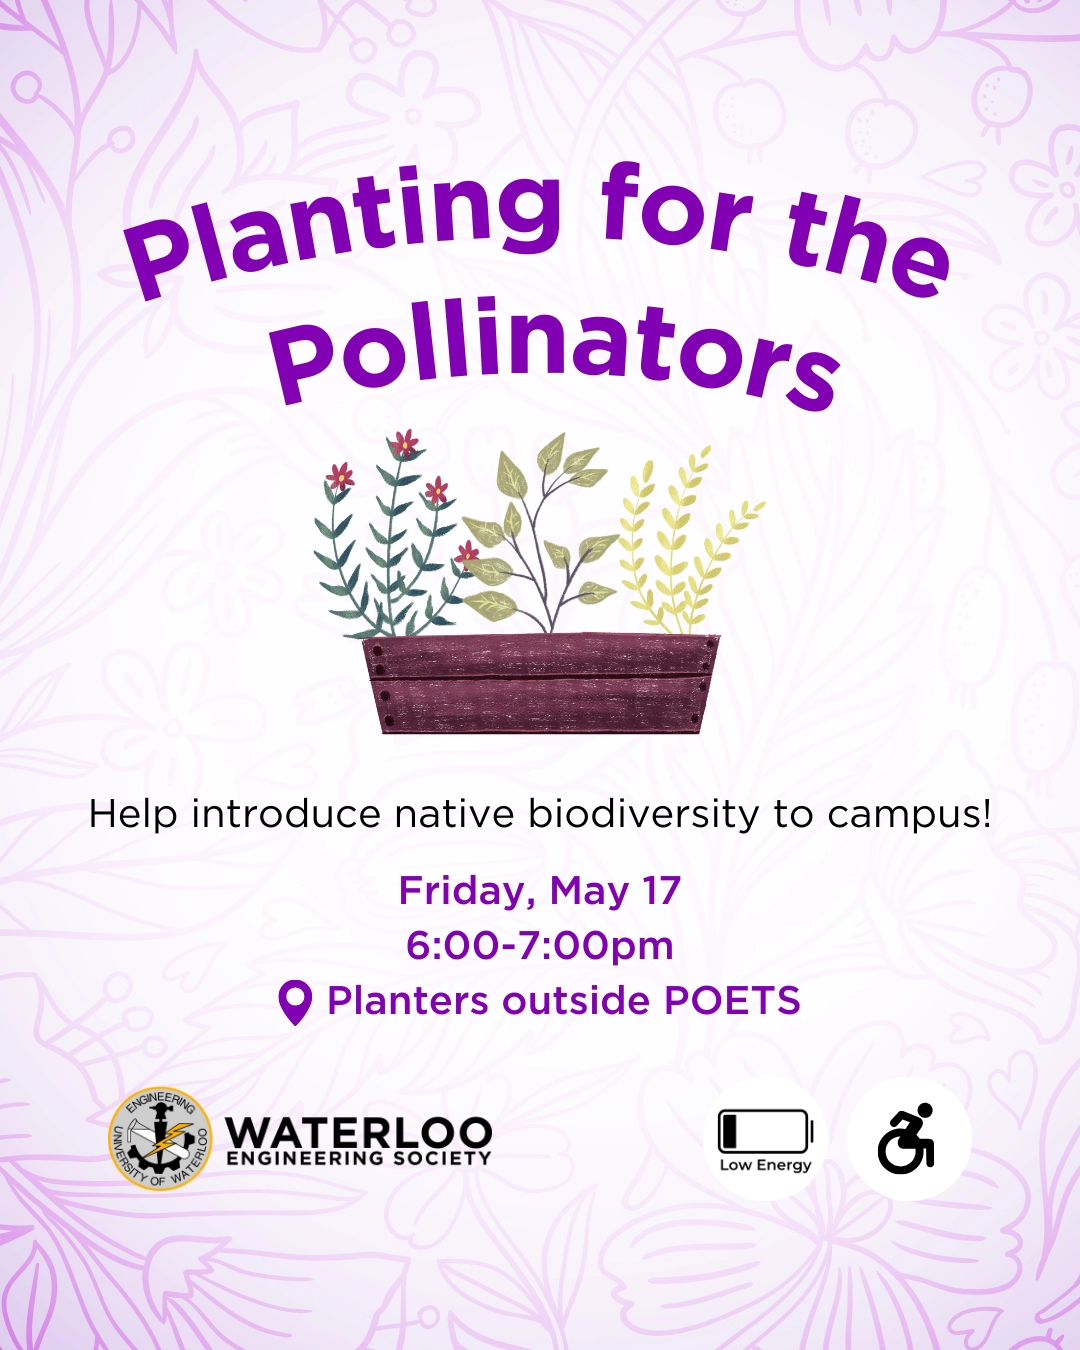 Planting for the
Pollinators
Help introduce native biodiversity to campus!
Friday, May 17
6:00-7:00pm
Planters outside POETS
ENGINEERING
UNIVERSITY OF WATERLOO
WATERLOO
ENGINEERING SOCIETY
Low Energy